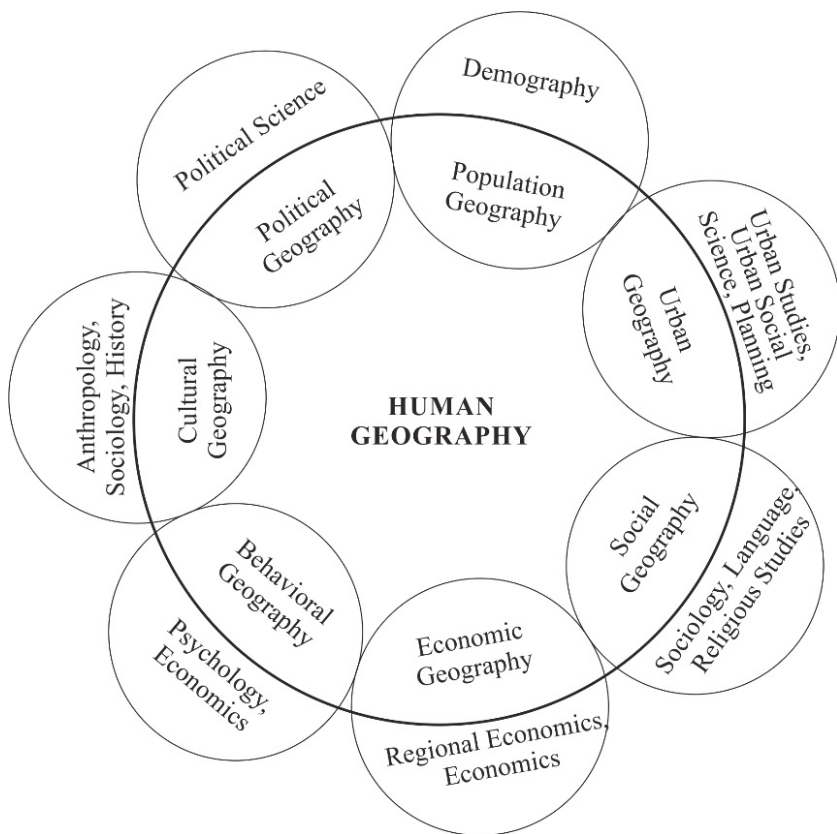 Demography
Population
Geography
Urban Studies,
Urban Social
Science, Planning
Urban
Geography
Sociology, Language,
Religious Studies
Social
Geography
Regional Economics,
Economics
Economic
Geography
Psychology,
Economics
Behavioral
Geography
Anthropology,
Sociology, History
Cultural
Geography
Political Science
Political
Geography
HUMAN
GEOGRAPHY